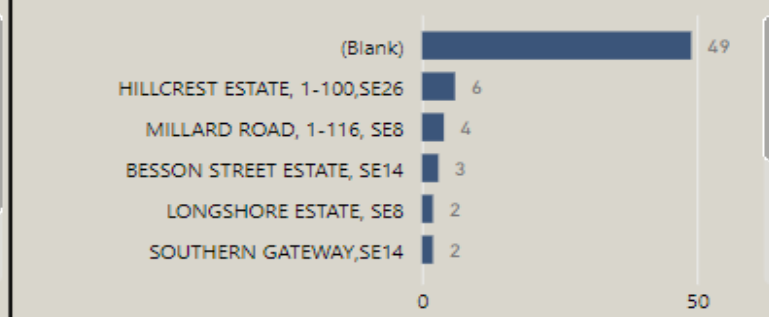 (Blank) 49
HILLCREST ESTATE, 1-100,SE26 6
MILLARD ROAD, 1-116, SE8 4
BESSON STREET ESTATE, SE14 3
LONGSHORE ESTATE, SE8 2
SOUTHERN GATEWAY,SE14 2
0 50